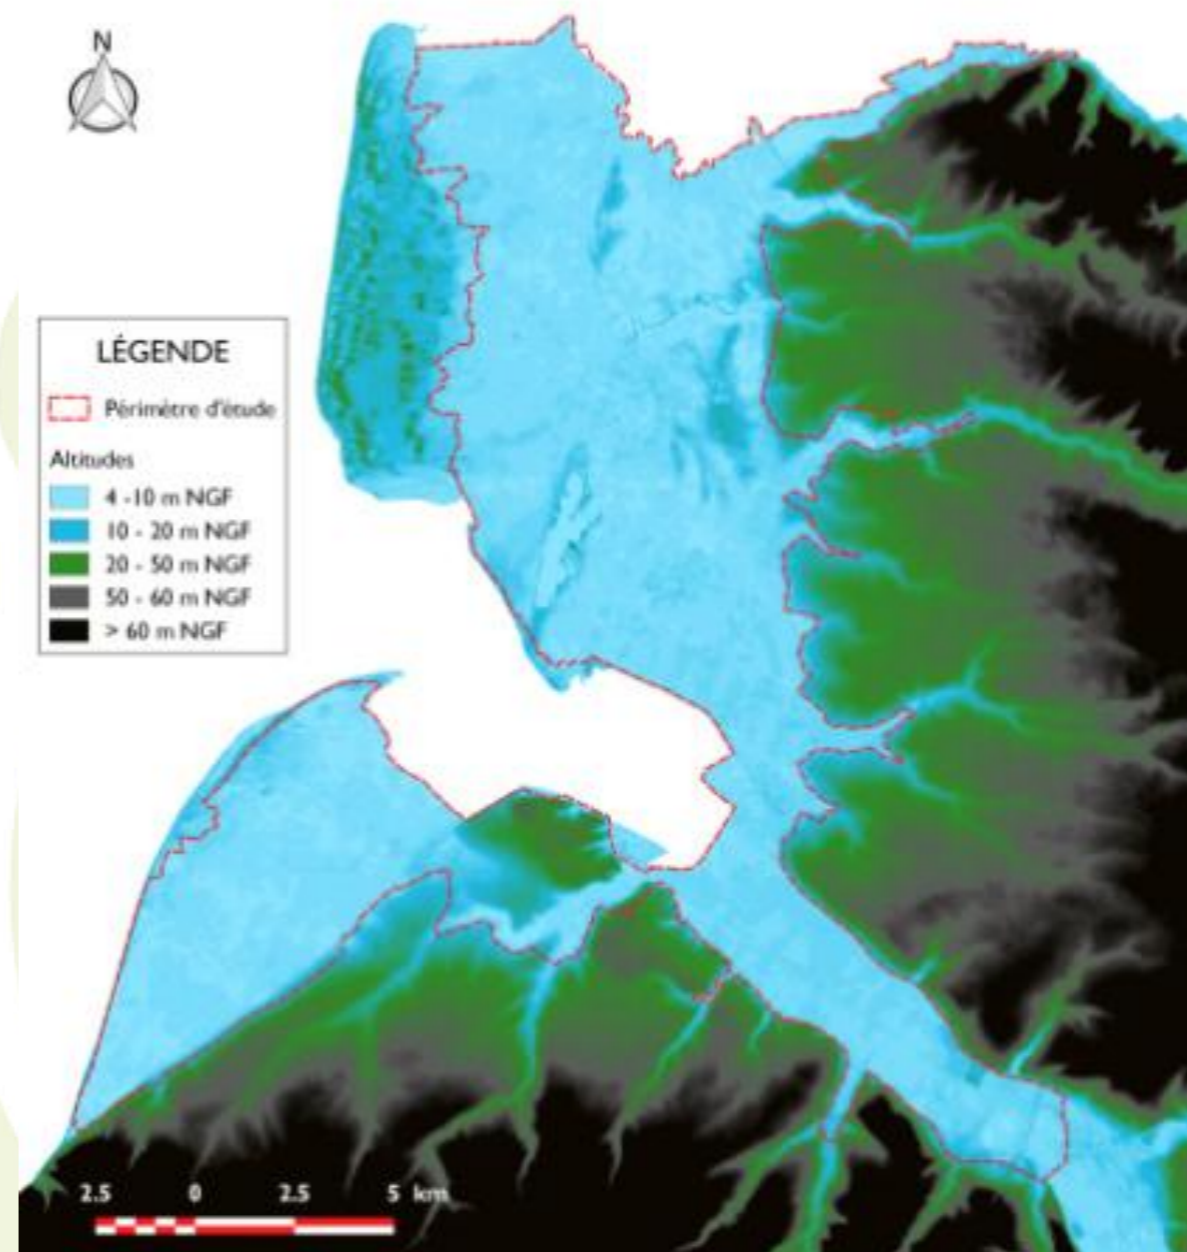 N
LÉGENDE
Périmètre d'étude
Altitudes
4 -10 m NGF
10 - 20 m NGF
20 - 50 m NGF
50 - 60 m NGF
> 60 m NGF
2.5 0 2.5 5 km